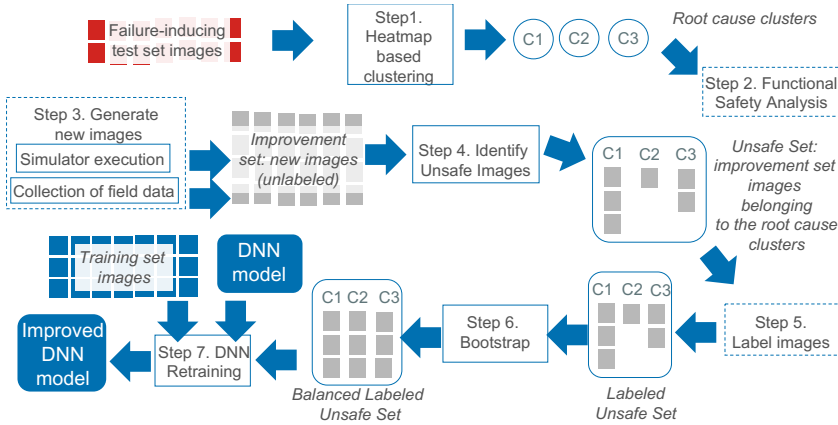 Failure-inducing
test set images
Step1.
Heatmap
based
clustering
C1 C2 C3
Root cause clusters
Step 2. Functional
Safety Analysis
Step 3. Generate
new images
Simulator execution
Collection of field data
Improvement
set: new images
(unlabeled)
Step 4. Identify
Unsafe Images
C1 C2 C3
Unsafe Set:
improvement set
images
belonging
to the root cause
clusters
Training set
images
DNN
model
Improved
DNN
model
Step 7. DNN
Retraining
C1 C2 C3
Balanced Labeled
Unsafe Set
Step 6.
Bootstrap
C1 C2 C3
Labeled
Unsafe Set
Step 5.
Label images